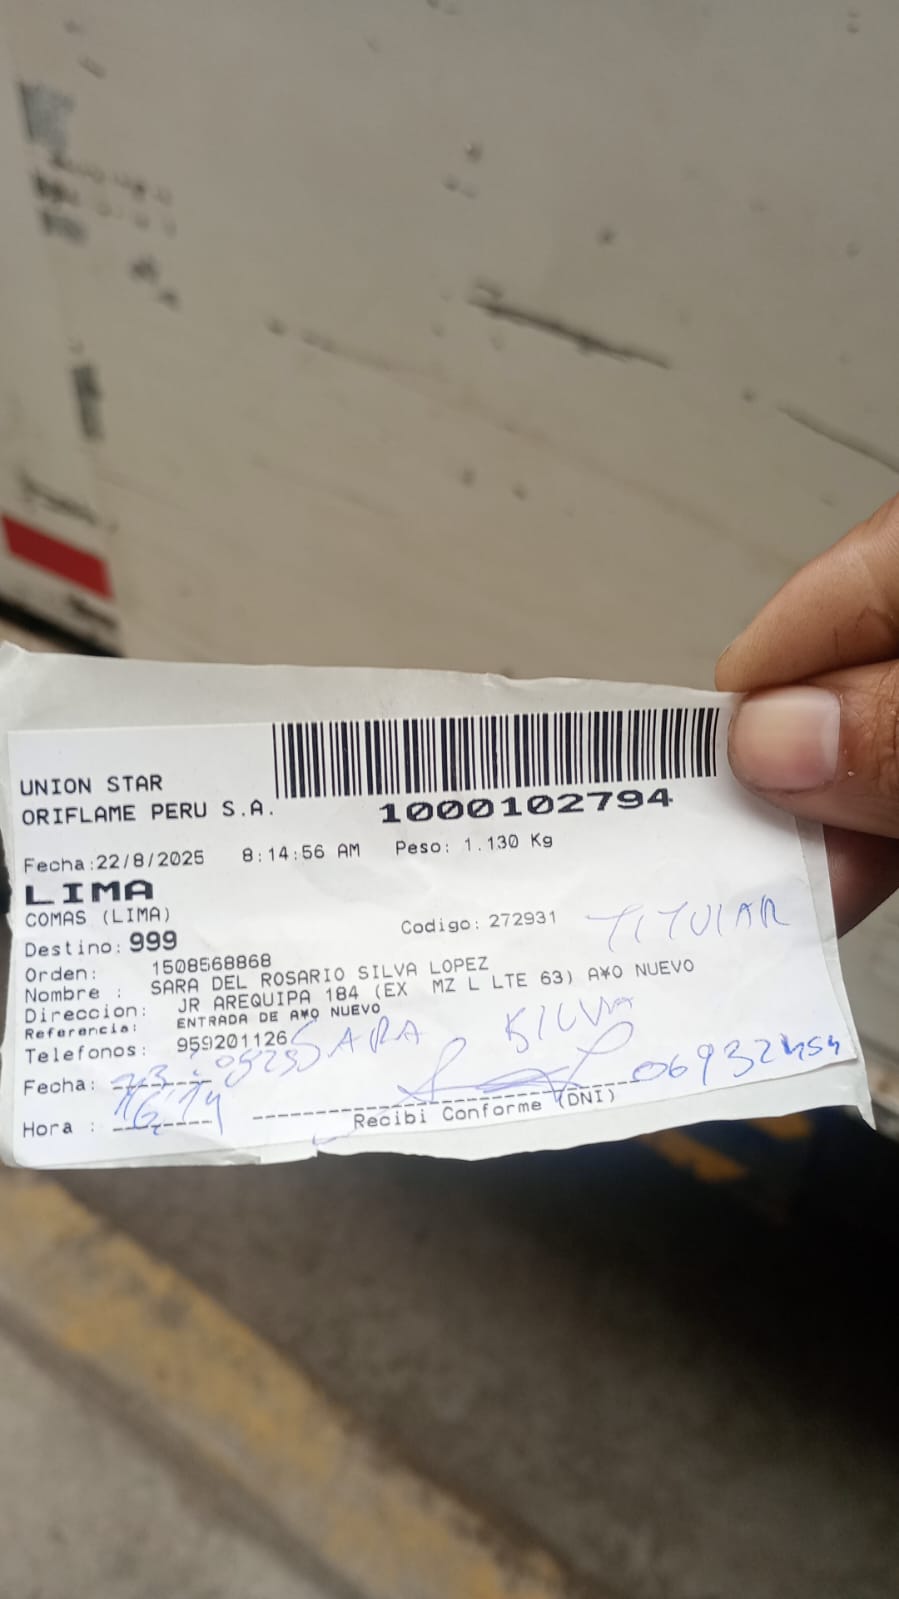 UNION STAR
ORIFLAME PERU S.A.
1000102794
Fecha:22/8/2025 8:14:56 AM Peso: 1.130 Kg
LIMA
COMAS (LIMA)
Destino: 999 Codigo: 272931 TITULAR
Orden: 1508568868
Nombre : SARA DEL ROSARIO SILVA LOPEZ
Direccion: JR AREQUIPA 184 (EX MZ L LTE 63) A¥O NUEVO
Referencia: ENTRADA DE A¥O NUEVO
Telefonos: 959201126 SARA SILVA
Fecha:
Hora :
Recibi Conforme (DNI)